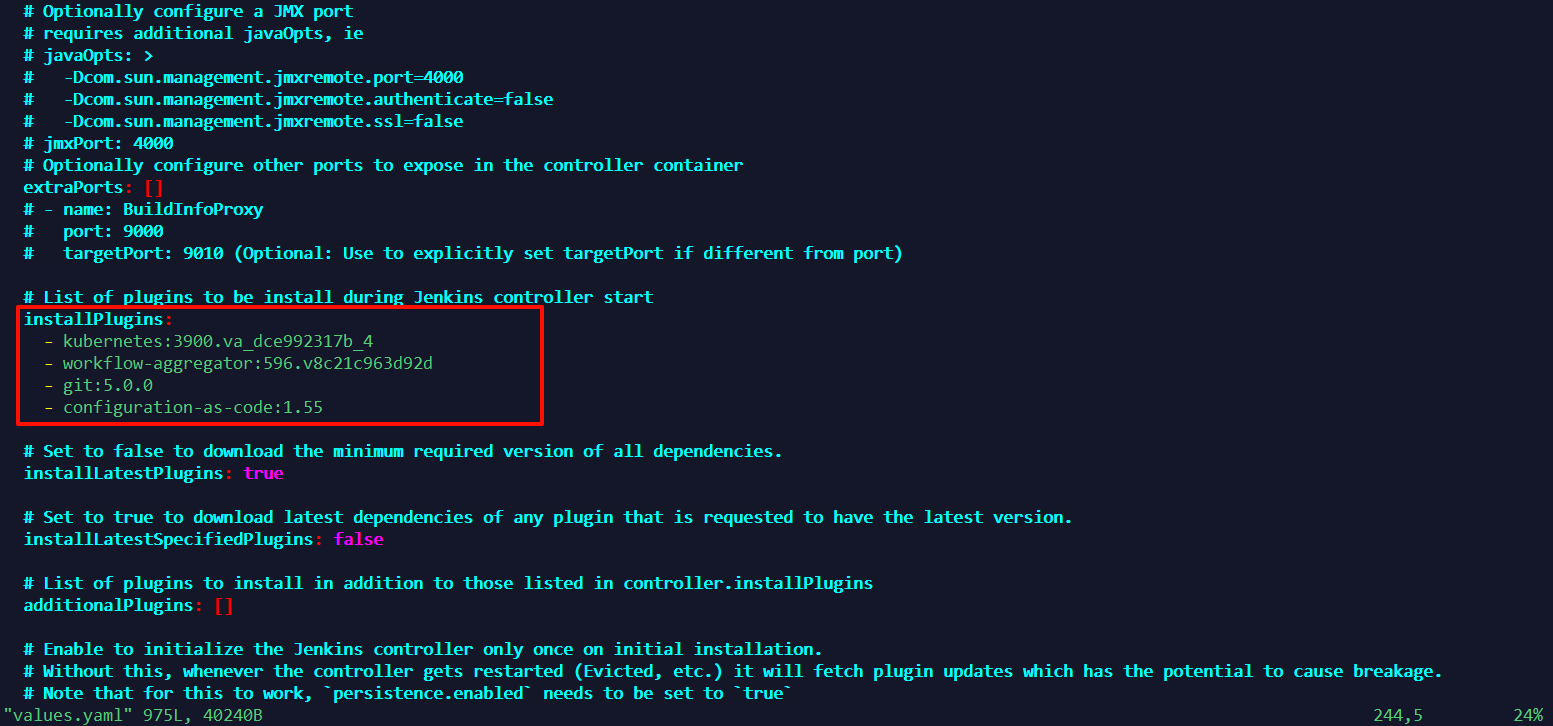 # Optionally configure a JMX port
# requires additional javaOpts, ie
# javaOpts: >
#   -Dcom.sun.management.jmxremote.port=4000
#   -Dcom.sun.management.jmxremote.authenticate=false
#   -Dcom.sun.management.jmxremote.ssl=false
# jmxPort: 4000
# Optionally configure other ports to expose in the controller container
extraPorts: []
# - name: BuildInfoProxy
#   port: 9000
#   targetPort: 9010 (Optional: Use to explicitly set targetPort if different from port)
# List of plugins to be install during Jenkins controller start
installPlugins:
  - kubernetes:3900.va_dce992317b_4
  - workflow-aggregator:596.v8c21c963d92d
  - git:5.0.0
  - configuration-as-code:1.55
# Set to false to download the minimum required version of all dependencies.
installLatestPlugins: true
# Set to true to download latest dependencies of any plugin that is requested to have the latest version.
installLatestSpecifiedPlugins: false
# List of plugins to install in addition to those listed in controller.installPlugins
additionalPlugins: []
# Enable to initialize the Jenkins controller only once on initial installation.
# Without this, whenever the controller gets restarted (Evicted, etc.) it will fetch plugin updates which has the potential to cause breakage.
# Note that for this to work, `persistence.enabled` needs to be set to `true`
"values.yaml" 975L, 40240B 244,5 24%